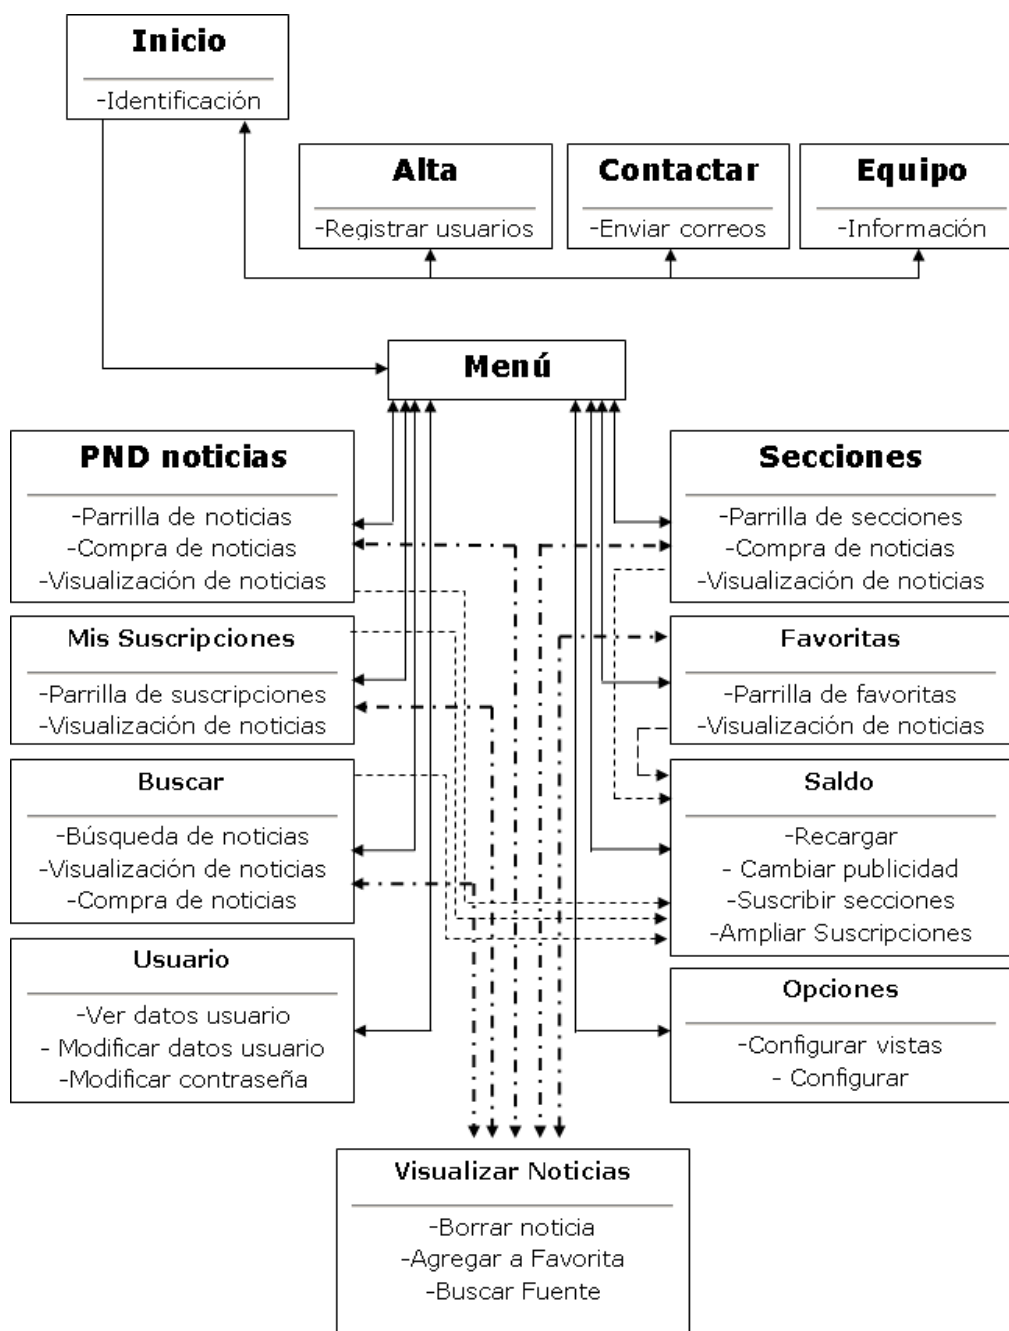 Inicio
-Identificación
Alta
-Registrar usuarios
Contactar
-Enviar correos
Equipo
-Información
Menú
PND noticias
-Parrilla de noticias
-Compra de noticias
-Visualización de noticias
Secciones
-Parrilla de secciones
-Compra de noticias
-Visualización de noticias
Mis Suscripciones
-Parrilla de suscripciones
-Visualización de noticias
Favoritas
-Parrilla de favoritas
-Visualización de noticias
Buscar
-Búsqueda de noticias
-Visualización de noticias
-Compra de noticias
Saldo
-Recargar
- Cambiar publicidad
-Suscribir secciones
-Ampliar Suscripciones
Usuario
-Ver datos usuario
- Modificar datos usuario
-Modificar contraseña
Opciones
-Configurar vistas
- Configurar
Visualizar Noticias
-Borrar noticia
-Agregar a Favorita
-Buscar Fuente